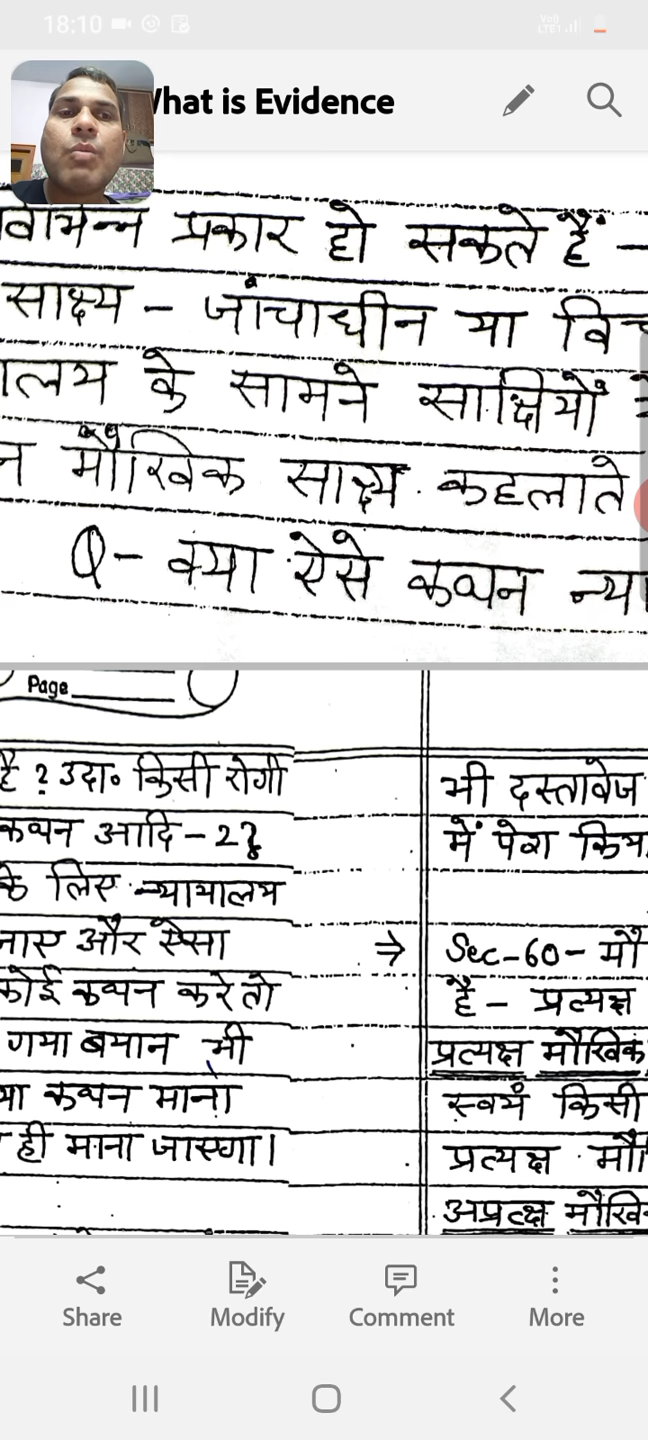 18:10
What is Evidence
प्रकार हो सकते हैं –
साक्ष्य – जांचाधीन या
के सामने साक्षियों
मौखिक साक्ष्य कहलाते
Q- क्या ऐसे कथन
Page
है ? उदा० किसी रोगी
कथन आदि - 2
के लिए न्यायालय
जाए और ऐसा
कोई कथन करे तो
गया बयान भी
या कथन माना
ही माना जाएगा।
भी दस्तावेज
में पेश
⇒ Sec-60- मौ
है - प्रत्यक्ष
प्रत्यक्ष मौखिक
स्वयं किसी
प्रत्यक्ष
अप्रत्क्ष
Share Modify Comment More